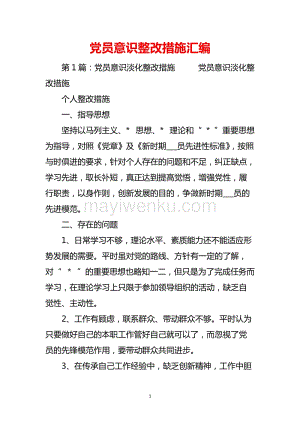 党员意识整改措施汇编
第 1 篇：党员意识淡化整改措施 党员意识淡化整
改措施
个人整改措施
一、指导思想
坚持以马列主义、* 思想、* 理论和“ * ”重要思想
为指导，对照《党章》及《新时期___员先进性标准》，按照
与时俱进的要求，针对个人存在的问题和不足，纠正缺点，
学习先进，取长补短，真正达到提高觉悟，增强党性，履
行职责，以身作则，创新发展的目的，争做新时期___员的
先进模范。
mayiwenku.com
二、存在的问题
1、日常学习不够，理论水平、素质能力还不能适应形
势发展的需要。平时虽对党的路线、方针有一定的了解，
对“ * ”的重要思想也略知一二，但只是为了完成任务而
学习，在理论学习上只限于参加领导组织的活动，缺乏自
觉性、主动性。
2、工作有顾虑，联系群众、带动群众不够。平时认为
只要做好自己的本职工作管好自己就可以了，而忽视了党
员的先锋模范作用，要带动群众共同进步。
3、在传承自己工作经验中，缺乏创新精神，工作中胆
1